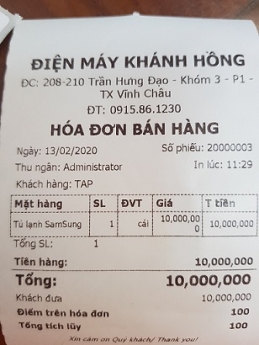 ĐIỆN MÁY KHÁNH HỒNG
ĐC: 208-210 Trần Hưng Đạo - Khóm 3 - P1 -
TX Vĩnh Châu
ĐT: 0915.86.1230
HÓA ĐƠN BÁN HÀNG
Ngày: 13/02/2020 Số phiếu: 20000003
Thu ngân: Administrator In lúc: 11:29
Khách hàng: TAP
Mặt hàng SL ĐVT Giá T tiền
Tủ lạnh SamSung 1 cái 10,000,0 10,000,000
00
Tổng SL: 1
Tiền hàng: 10,000,000
Tổng: 10,000,000
Khách đưa 10,000,000
Điểm trên hóa đơn 100
Tổng tích lũy 100
Xin cảm ơn Quý khách/ Thank you!